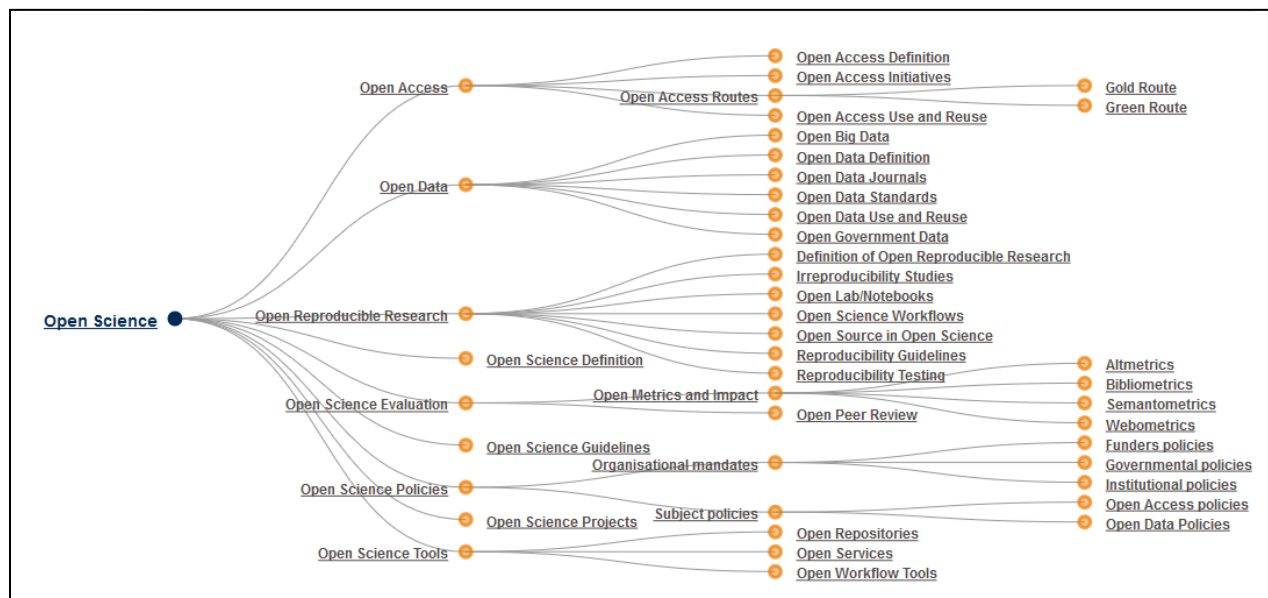 Open Science
Open Access
Open Access Definition
Open Access Initiatives
Open Access Routes
Gold Route
Green Route
Open Access Use and Reuse
Open Data
Open Big Data
Open Data Definition
Open Data Journals
Open Data Standards
Open Data Use and Reuse
Open Government Data
Open Reproducible Research
Definition of Open Reproducible Research
Irreproducibility Studies
Open Lab/Notebooks
Open Science Workflows
Open Source in Open Science
Reproducibility Guidelines
Reproducibility Testing
Open Science Definition
Open Science Evaluation
Open Metrics and Impact
Altmetrics
Bibliometrics
Semantometrics
Webometrics
Open Peer Review
Open Science Guidelines
Open Science Policies
Organisational mandates
Funders policies
Governmental policies
Institutional policies
Subject policies
Open Access policies
Open Data Policies
Open Science Projects
Open Science Tools
Open Repositories
Open Services
Open Workflow Tools